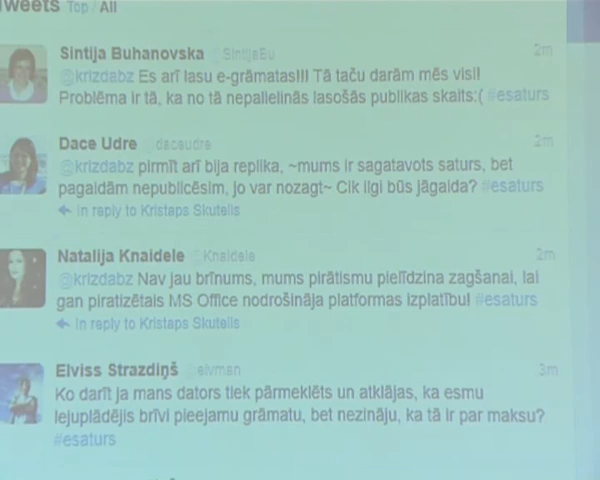 Tweets Top / All
Sintija Buhanovska @SintijaBu 2m
@krizdabz Es arī lasu e-grāmatas!!! Tā taču darām mēs visi!
Problēma ir tā, ka no tā nepalielinās lasošās publikas skaits:( #esaturs
Dace Udre @daceudre 2m
@krizdabz pirmīt arī bija replika, ~mums ir sagatavots saturs, bet
pagaidām nepublicēsim, jo var nozagt~ Cik ilgi būs jāgaida? #esaturs
In reply to Kristaps Skutelis
Natalija Knaidele @Knaidele 2m
@krizdabz Nav jau brīnums, mums pirātismu pielīdzina zagšanai, lai
gan piratizētais MS Office nodrošināja platformas izplatību! #esaturs
In reply to Kristaps Skutelis
Elviss Strazdiņš @elvman 3m
Ko darīt ja mans dators tiek pārmeklēts un atklājas, ka esmu
lejuplādējis brīvi pieejamu grāmatu, bet nezināju, ka tā ir par maksu?
#esaturs